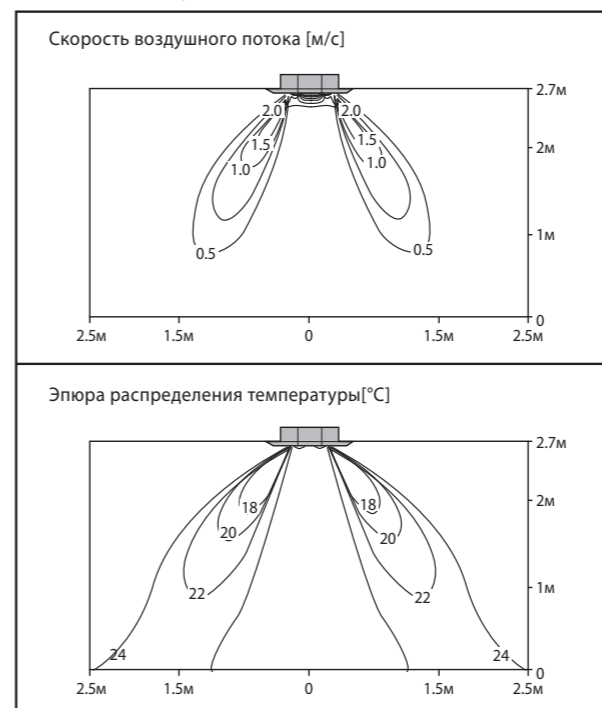 Скорость воздушного потока [м/с]
2.7м
2.0 2.0
1.5 1.5
2м
1.0 1.0
1м
0.5 0.5
0
2.5м 1.5м 0 1.5м 2.5м
Эпюра распределения температуры[°C]
2.7м
18 18
2м
20 20
22 22
1м
24 24
0
2.5м 1.5м 0 1.5м 2.5м